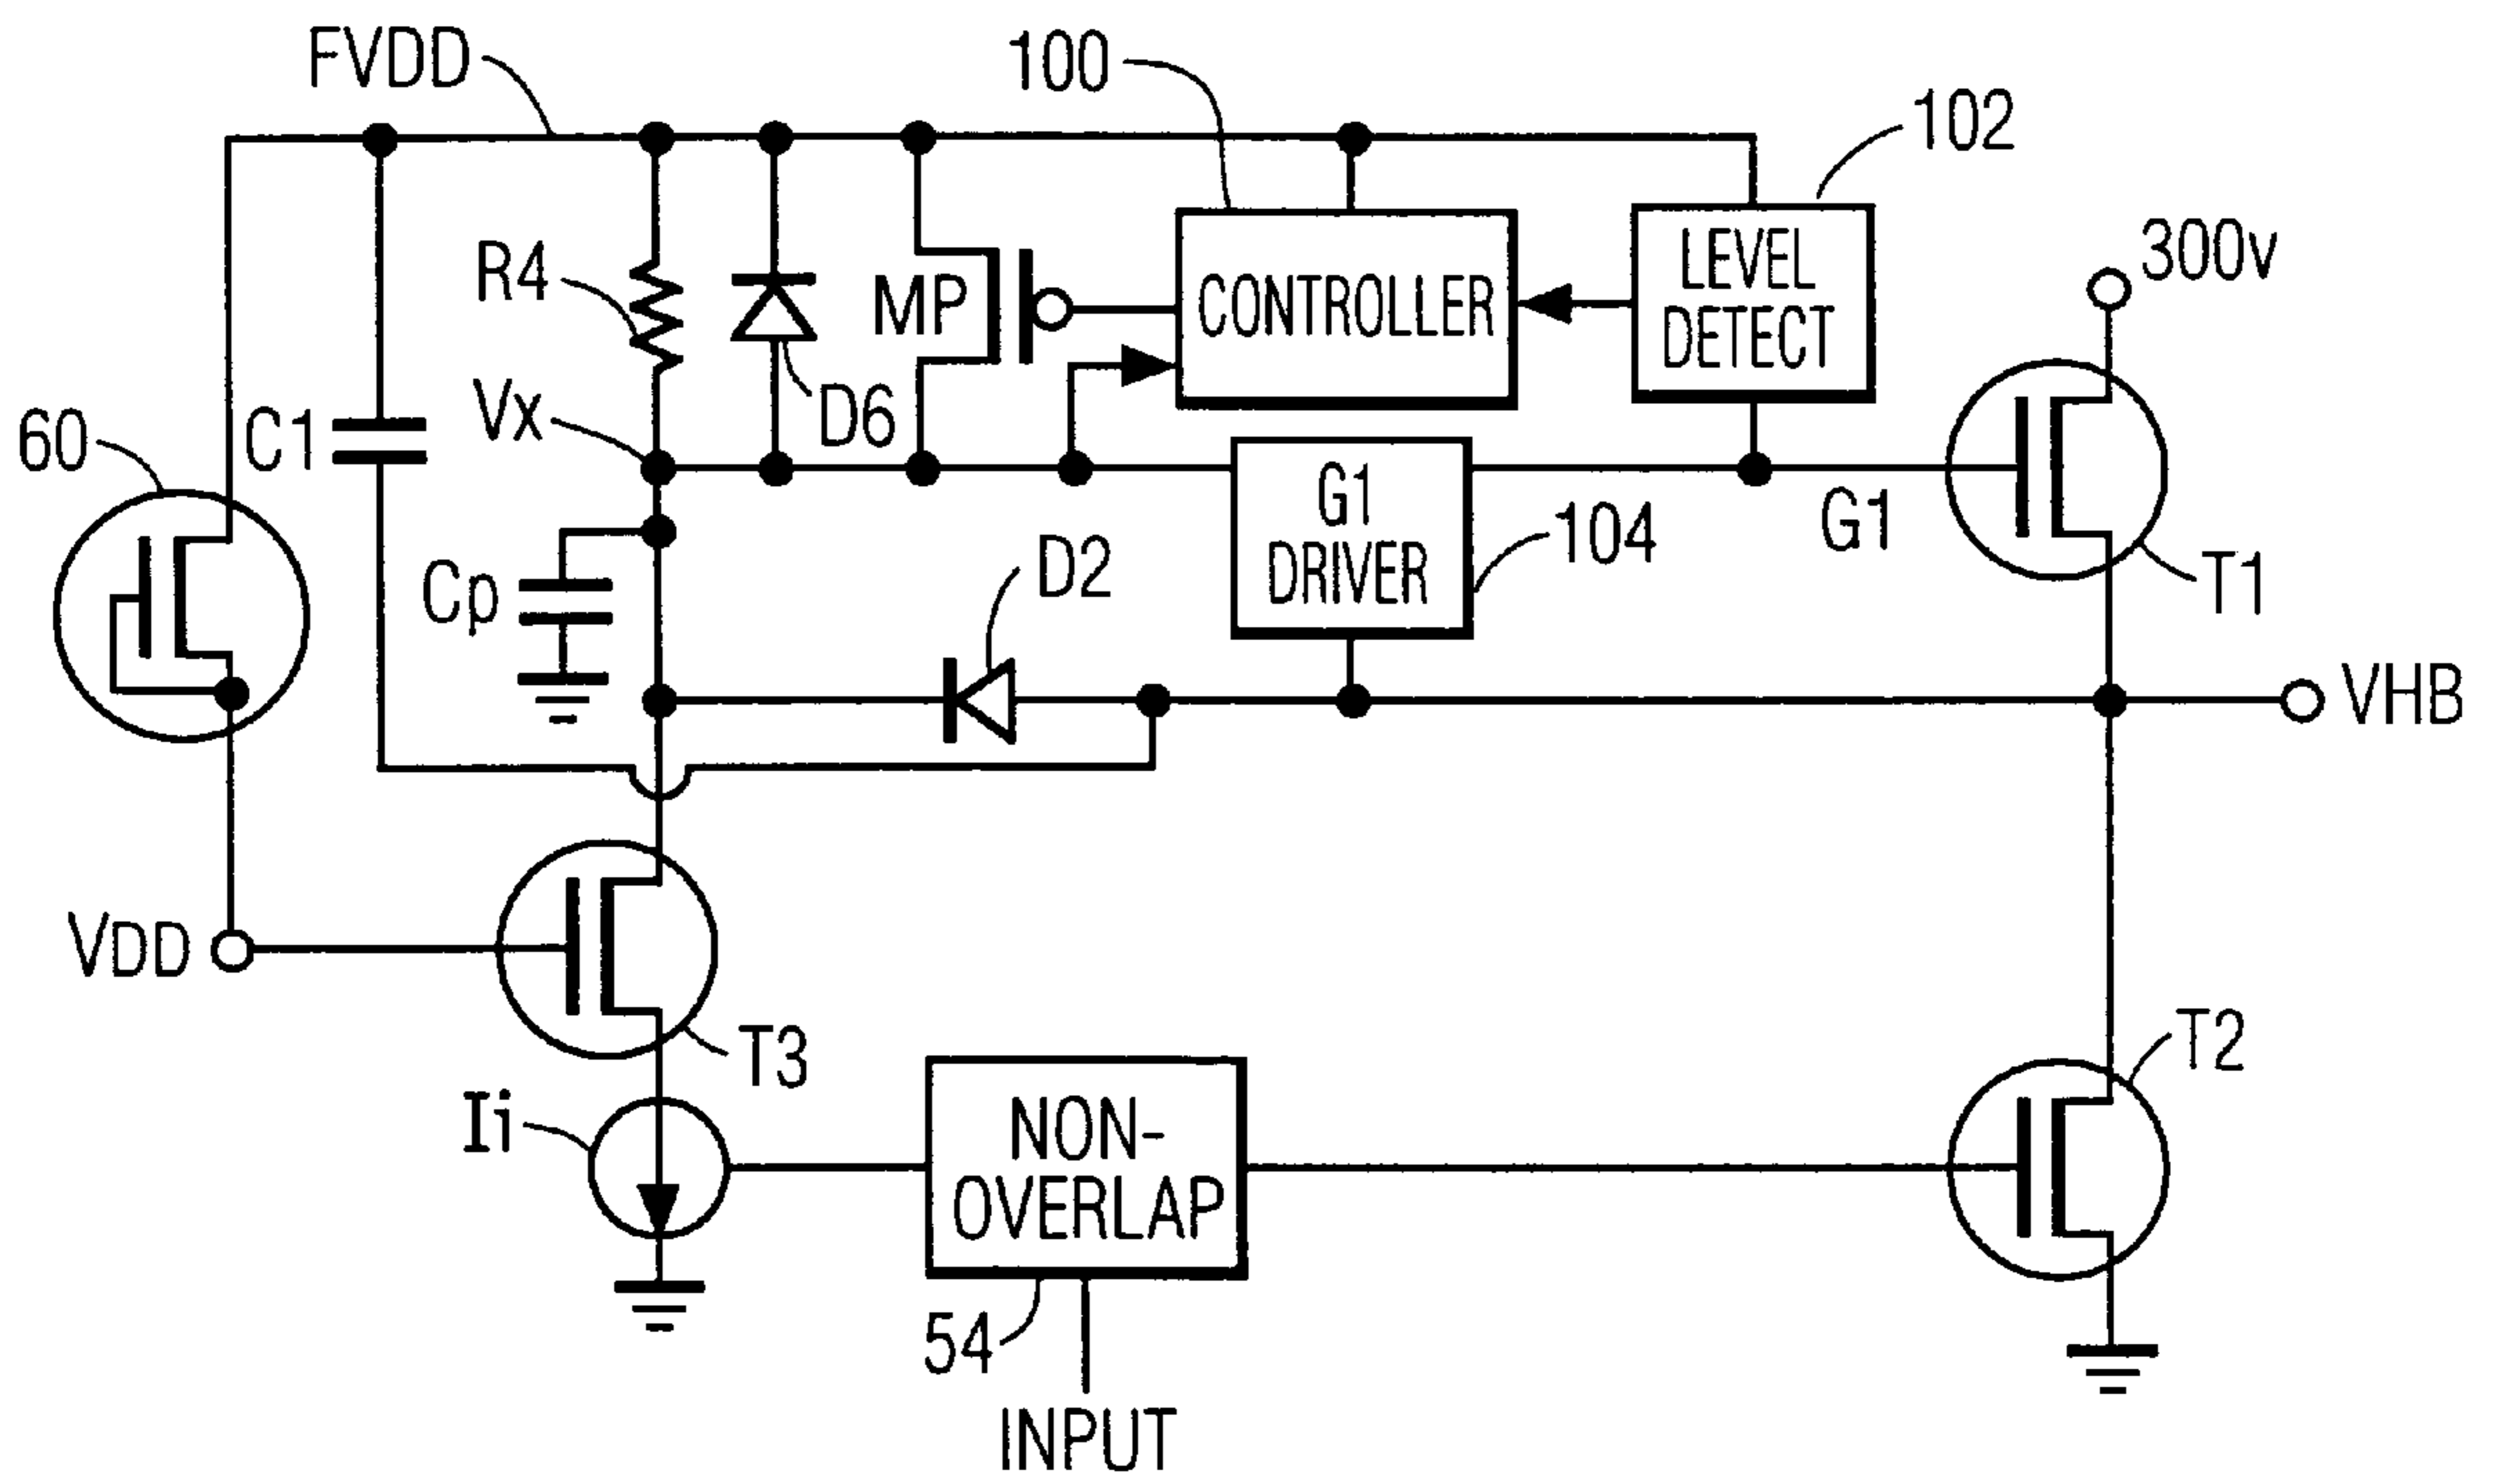 FVDD
100
102
300v
R4
MP
CONTROLLER
LEVEL
DETECT
Vx
D6
60
C1
G1
DRIVER
104
G1
T1
Cp
D2
VHB
VDD
T3
T2
Ii
NON-
OVERLAP
54
INPUT